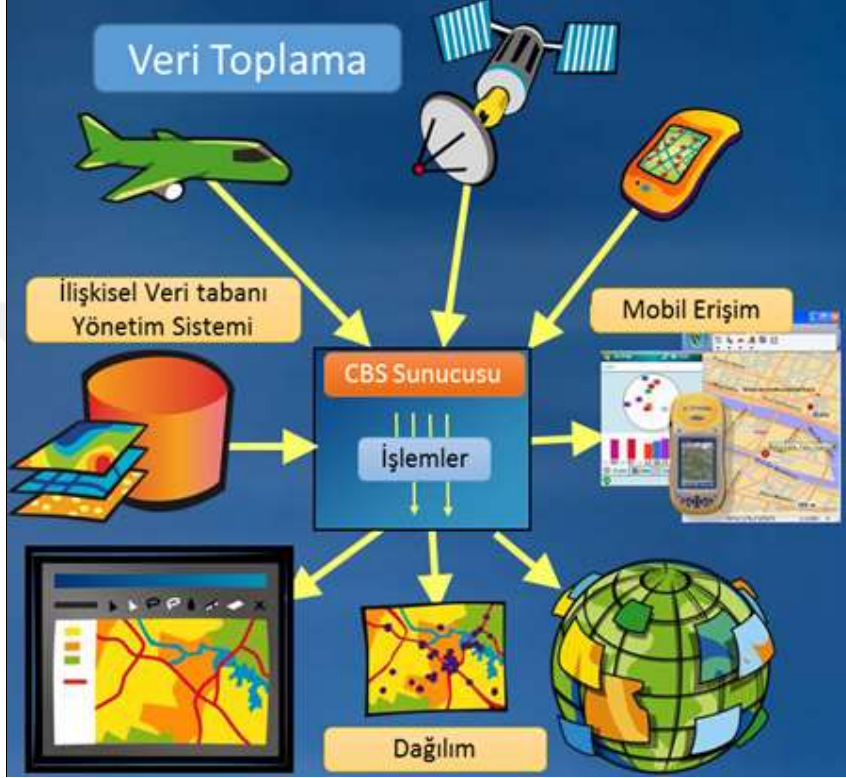 Veri Toplama
İlişkisel Veri tabanı
Yönetim Sistemi
Mobil Erişim
CBS Sunucusu
İşlemler
Dağılım